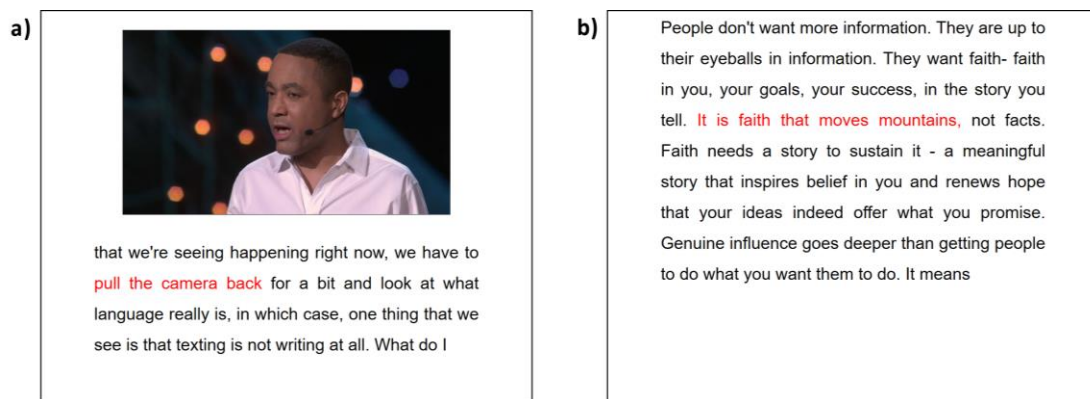 a)
that we're seeing happening right now, we have to
pull the camera back for a bit and look at what
language really is, in which case, one thing that we
see is that texting is not writing at all. What do I
b)
People don't want more information. They are up to
their eyeballs in information. They want faith- faith
in you, your goals, your success, in the story you
tell. It is faith that moves mountains, not facts.
Faith needs a story to sustain it - a meaningful
story that inspires belief in you and renews hope
that your ideas indeed offer what you promise.
Genuine influence goes deeper than getting people
to do what you want them to do. It means